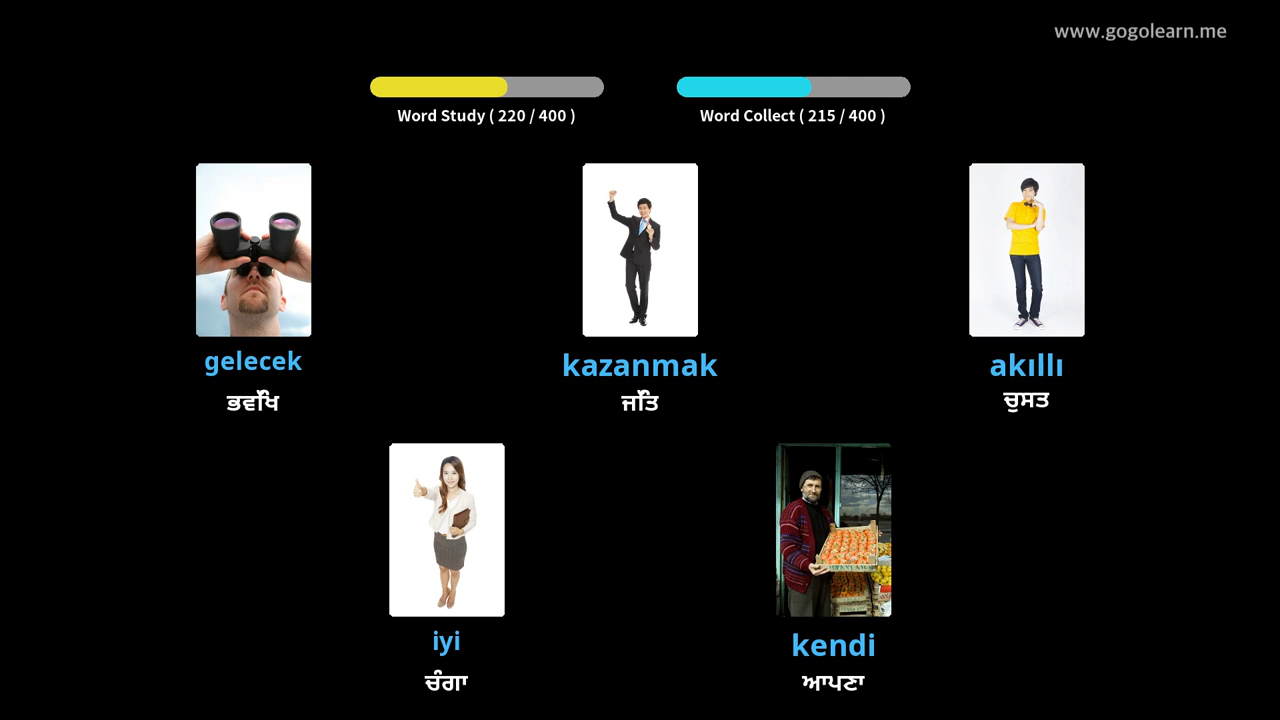 www.gogolearn.me
Word Study ( 220 / 400 )
Word Collect ( 215 / 400 )
gelecek
ਭਵਿੱਖ
kazanmak
ਜਿੱਤ
akıllı
ਚੁਸਤ
iyi
ਚੰਗਾ
kendi
ਆਪਣਾ